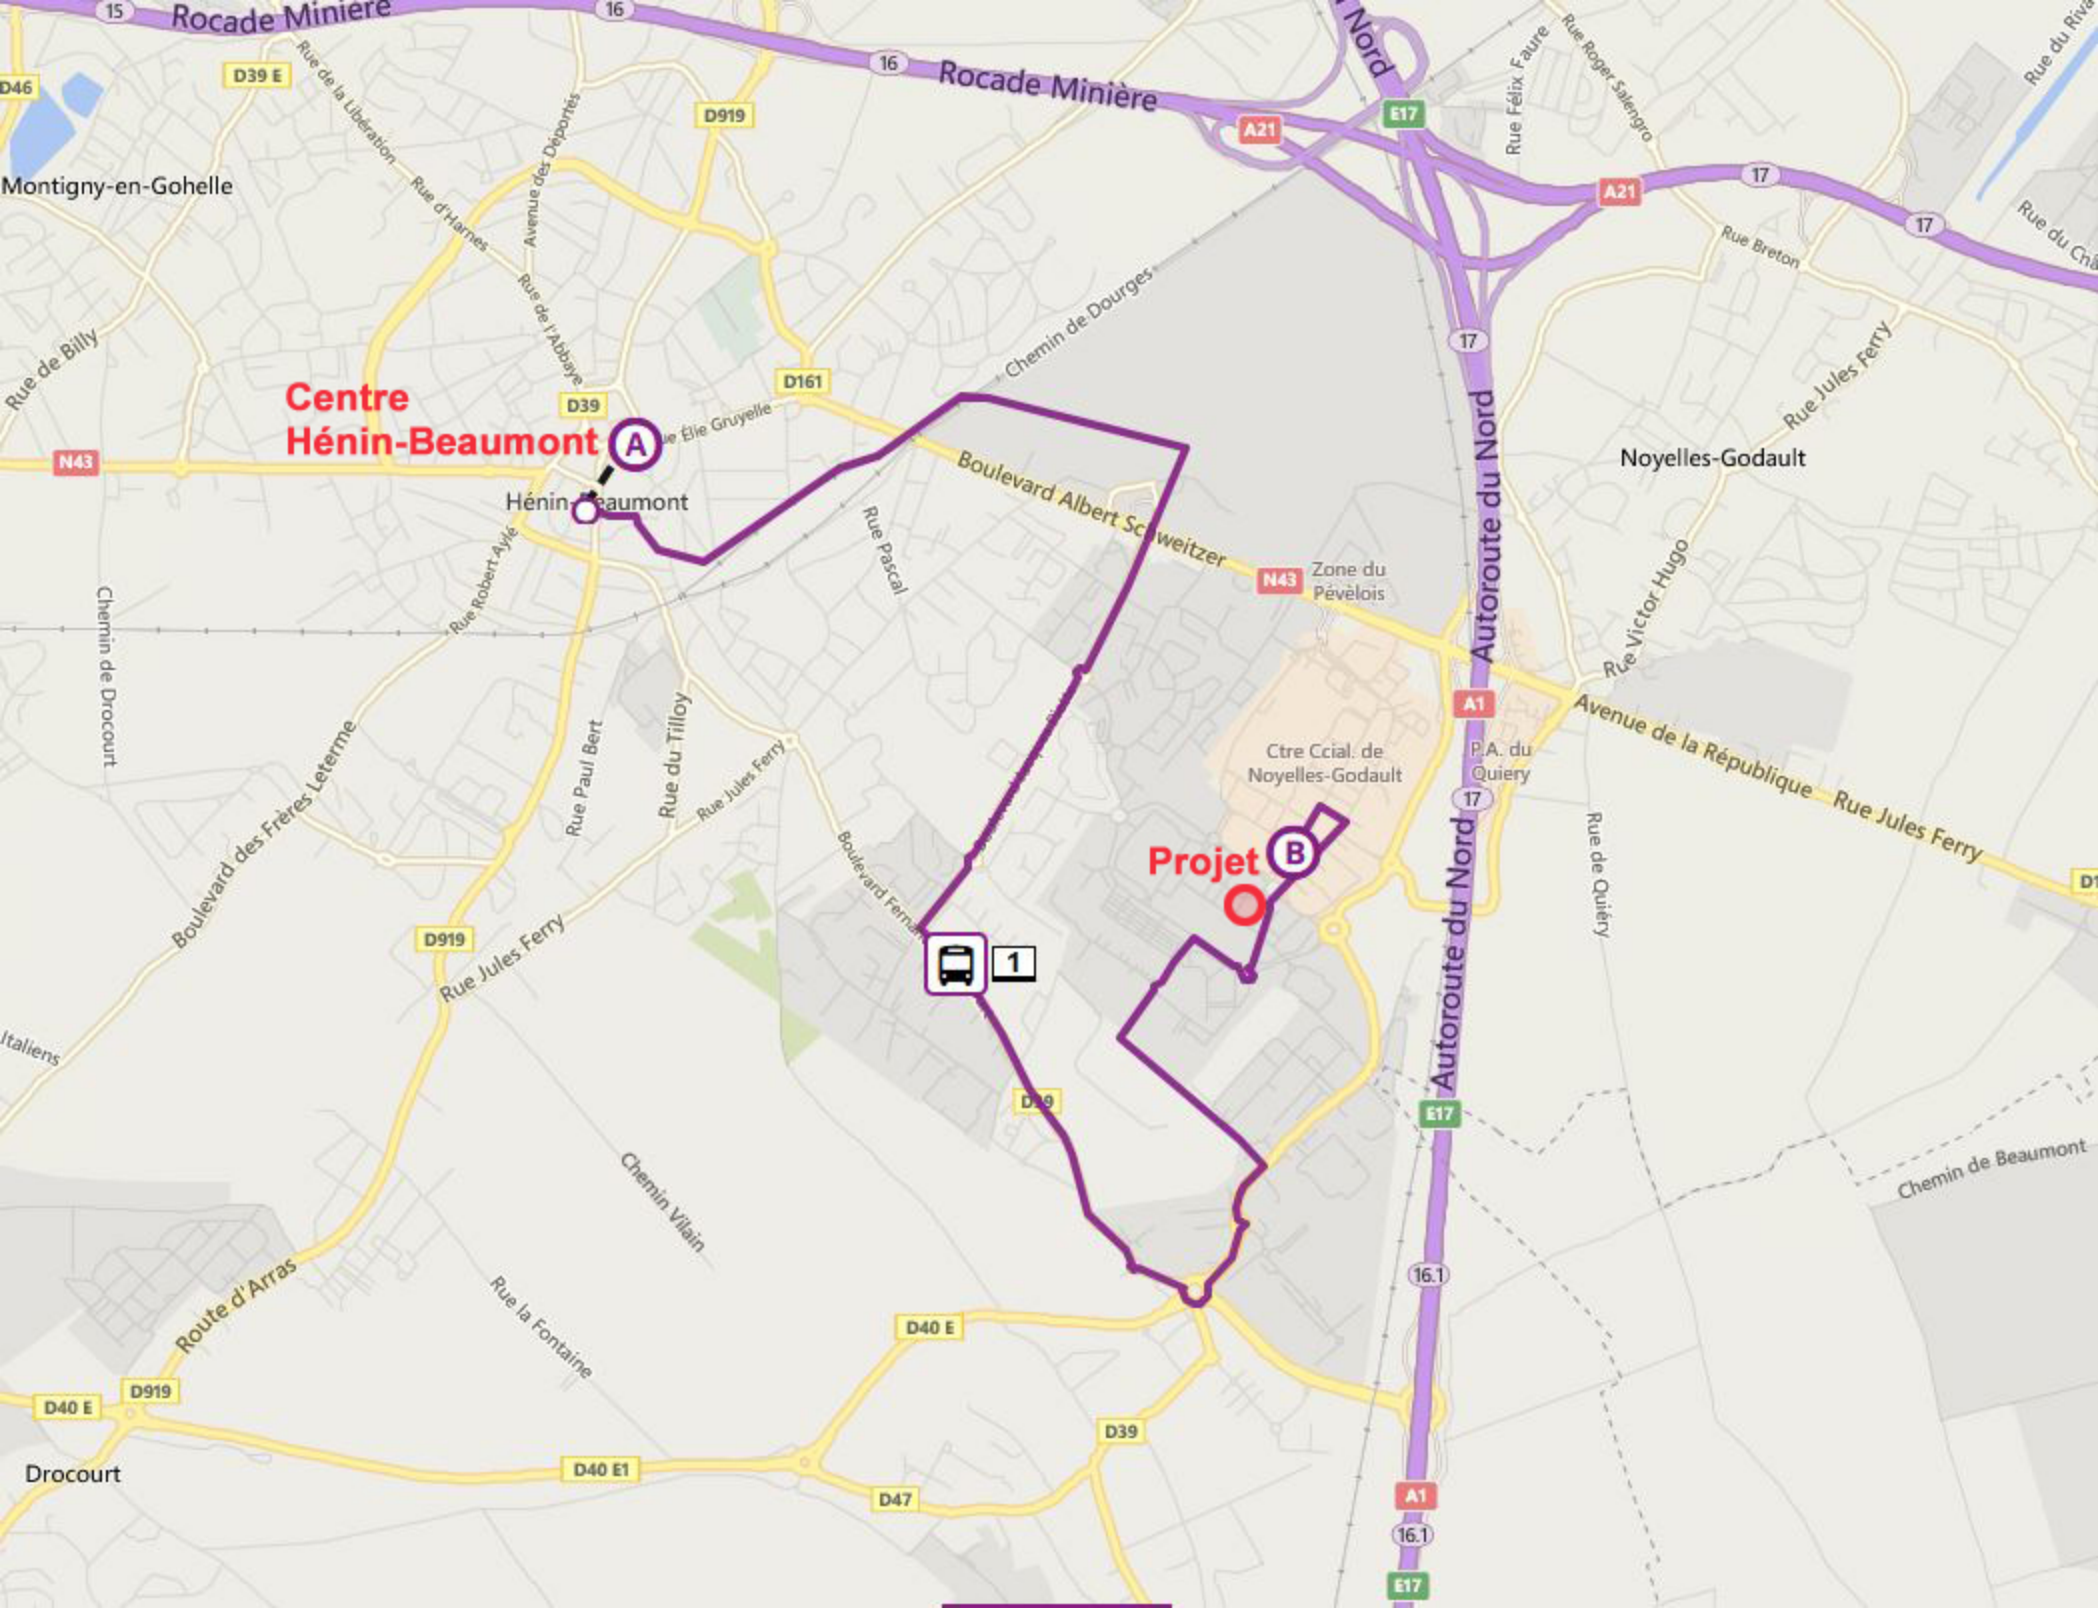 15
Rocade Minière
16
16
Rocade Minière
Nord
E17
A21
A21
17
17
Rue Félix Faure
Rue Roger Salengro
Rue Breton
Rue du Riva
Rue du Châ
D46
D39 E
D919
Rue de la Libération
Avenue des Déportés
Montigny-en-Gohelle
Rue d'Harnes
Rue de l'Abbaye
Rue de Billy
Chemin de Dourges
17
Rue Jules Ferry
Centre
Hénin-Beaumont
D39
D161
A
ue Élie Gruyelle
N43
Hénin-Beaumont
Boulevard Albert Schweitzer
Autoroute du Nord
Noyelles-Godault
Rue Robert Aylé
Rue Pascal
N43
Zone du
Pévèlois
Rue Victor Hugo
Chemin de Drocourt
A1
Avenue de la République
Rue Jules Ferry
D1
Ctre Ccial. de
Noyelles-Godault
P.A. du
Quiery
17
Rue Paul Bert
Rue du Tilloy
Rue Jules Ferry
Boulevard des Frères Leterme
Projet
B
Autoroute du Nord
Rue de Quiéry
D919
Rue Jules Ferry
1
Italiens
D39
E17
Chemin de Beaumont
Chemin Vilain
Route d'Arras
Rue la Fontaine
16.1
D40 E
D919
D40 E
D39
Drocourt
D40 E1
D47
A1
16.1
E17